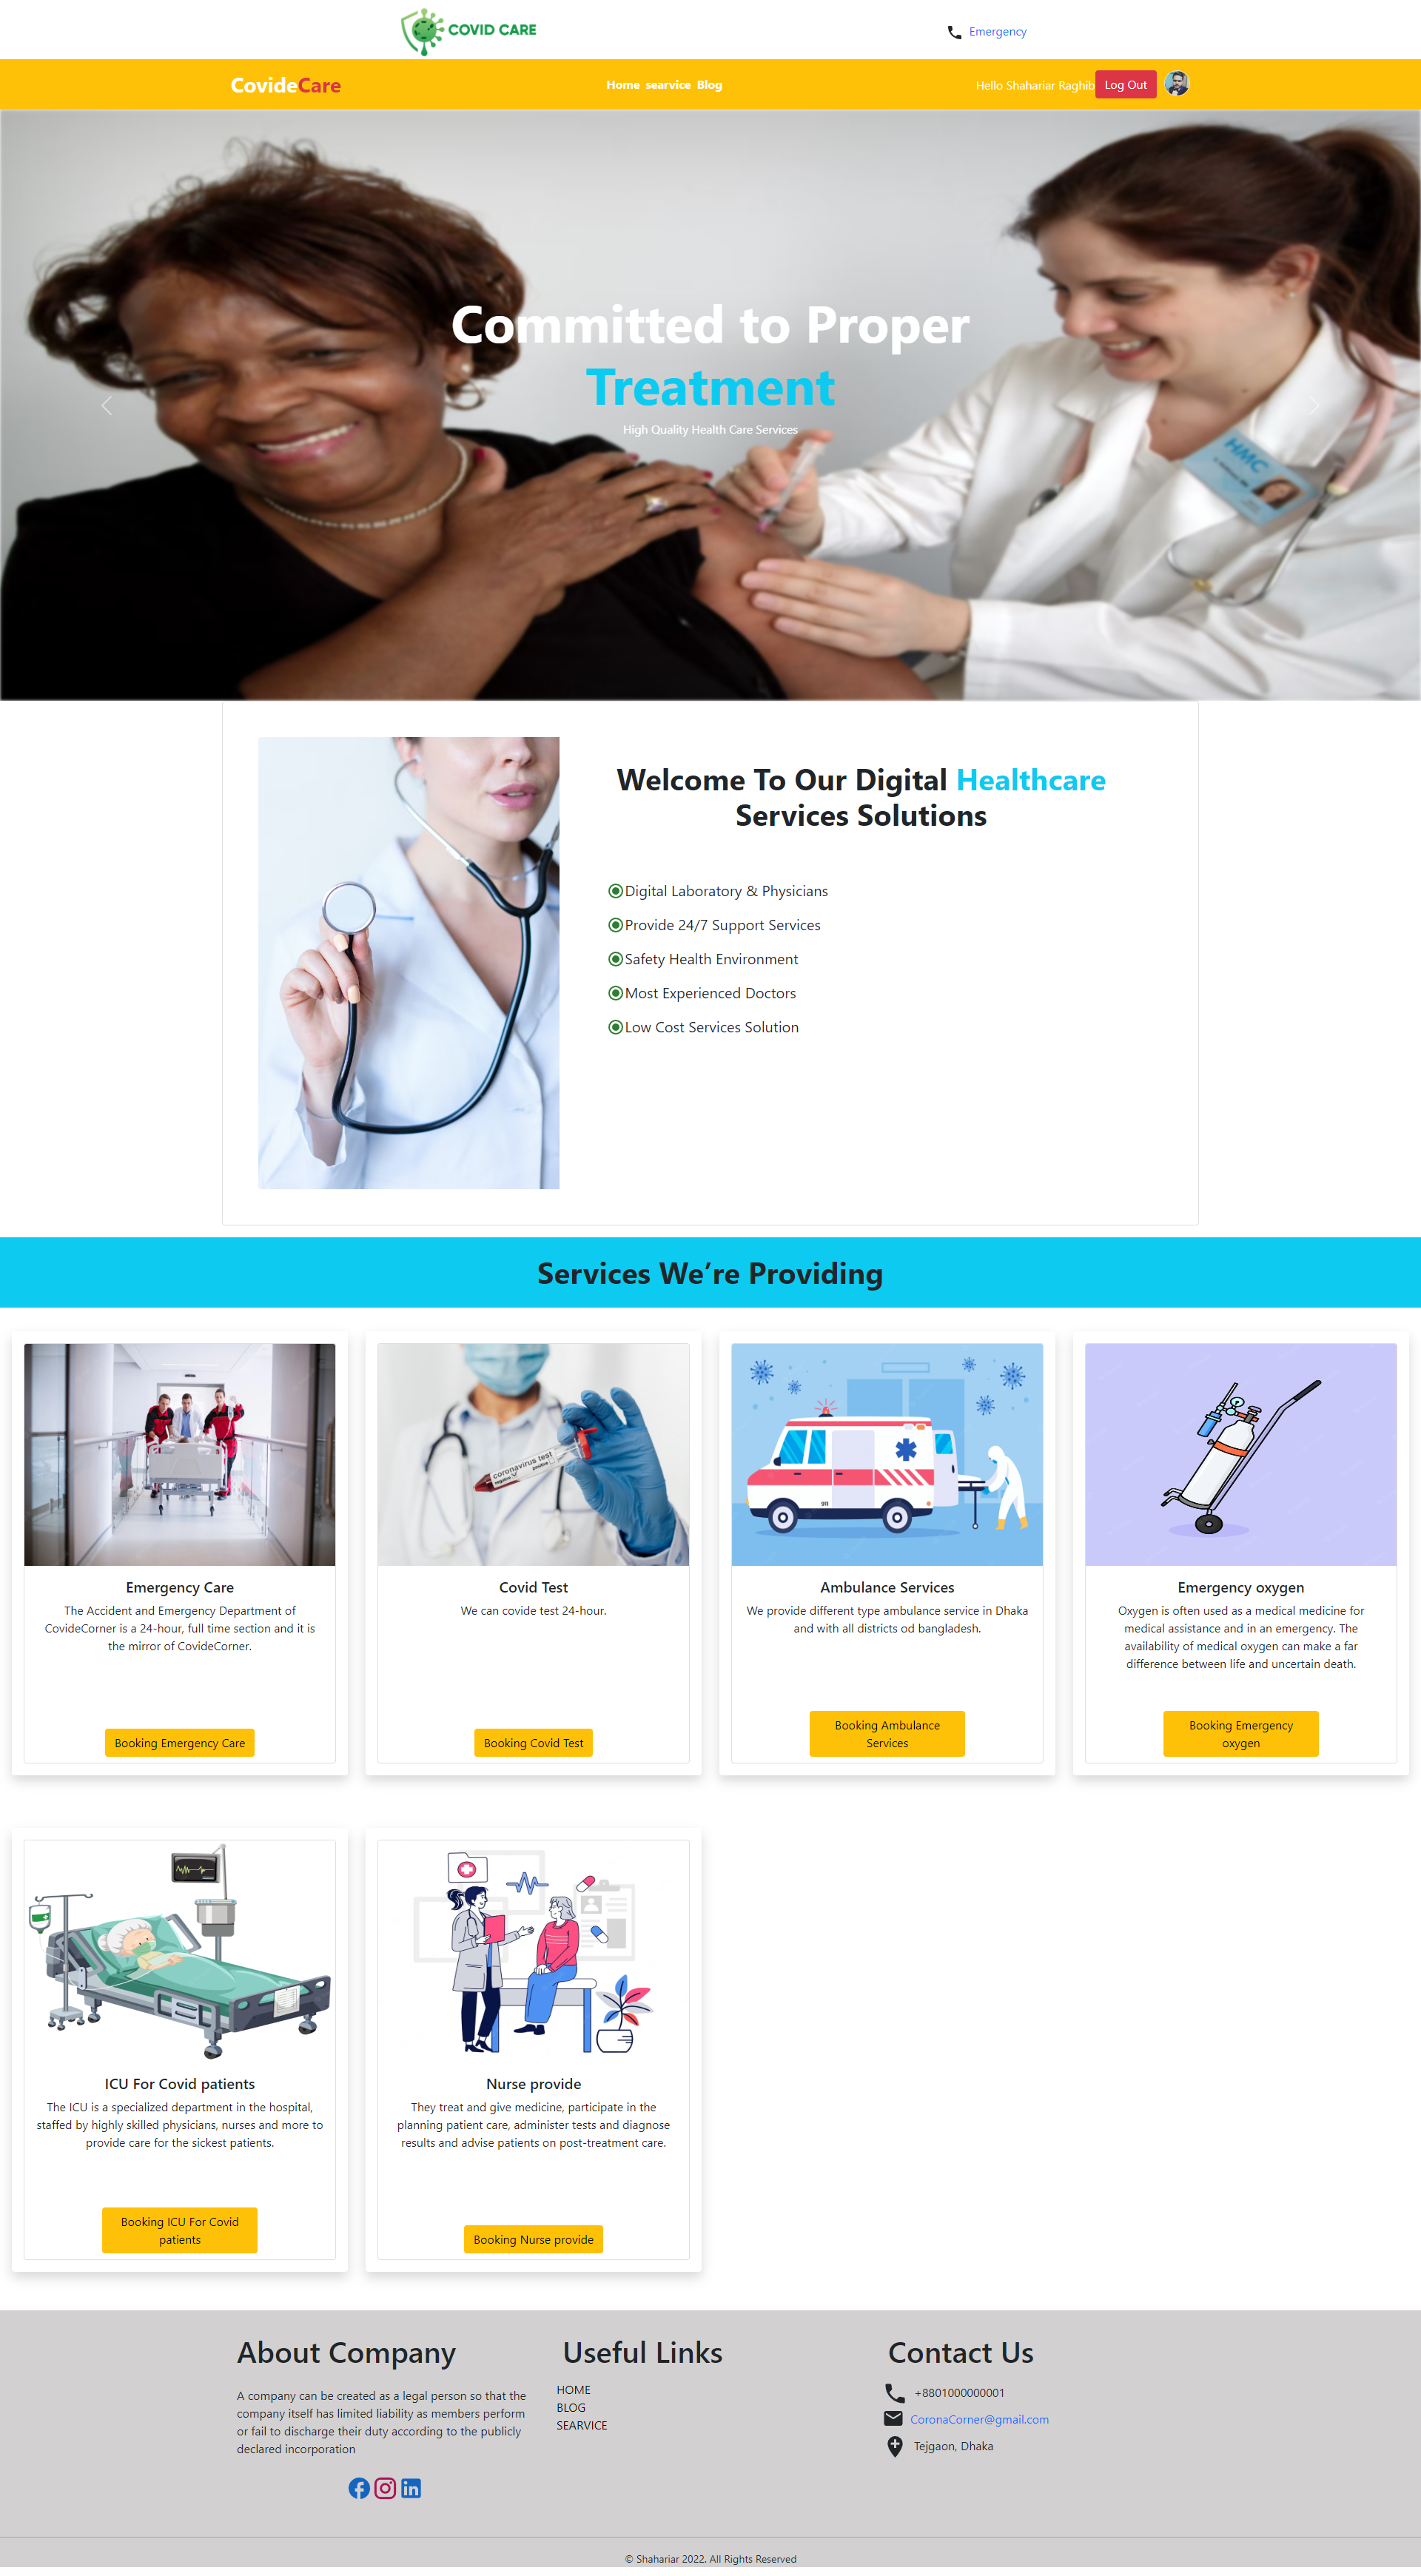 COVID CARE
Emergency
CovideCare
Home searvice Blog
Hello Shahariar Raghib
Log Out
Committed to Proper
Treatment
High Quality Health Care Services
HMC
Welcome To Our Digital Healthcare
Services Solutions
Digital Laboratory & Physicians
Provide 24/7 Support Services
Safety Health Environment
Most Experienced Doctors
Low Cost Services Solution
Services We’re Providing
coronavirus test
negative
positive
911
Emergency Care
The Accident and Emergency Department of
CovideCorner is a 24-hour, full time section and it is
the mirror of CovideCorner.
Booking Emergency Care
Covid Test
We can covide test 24-hour.
Booking Covid Test
Ambulance Services
We provide different type ambulance service in Dhaka
and with all districts od bangladesh.
Booking Ambulance
Services
Emergency oxygen
Oxygen is often used as a medical medicine for
medical assistance and in an emergency. The
availability of medical oxygen can make a far
difference between life and uncertain death.
Booking Emergency
oxygen
ICU For Covid patients
The ICU is a specialized department in the hospital,
staffed by highly skilled physicians, nurses and more to
provide care for the sickest patients.
Booking ICU For Covid
patients
Nurse provide
They treat and give medicine, participate in the
planning patient care, administer tests and diagnose
results and advise patients on post-treatment care.
Booking Nurse provide
About Company
A company can be created as a legal person so that the
company itself has limited liability as members perform
or fail to discharge their duty according to the publicly
declared incorporation
Useful Links
HOME
BLOG
SEARVICE
Contact Us
+8801000000001
CoronaCorner@gmail.com
Tejgaon, Dhaka
© Shahariar 2022. All Rights Reserved